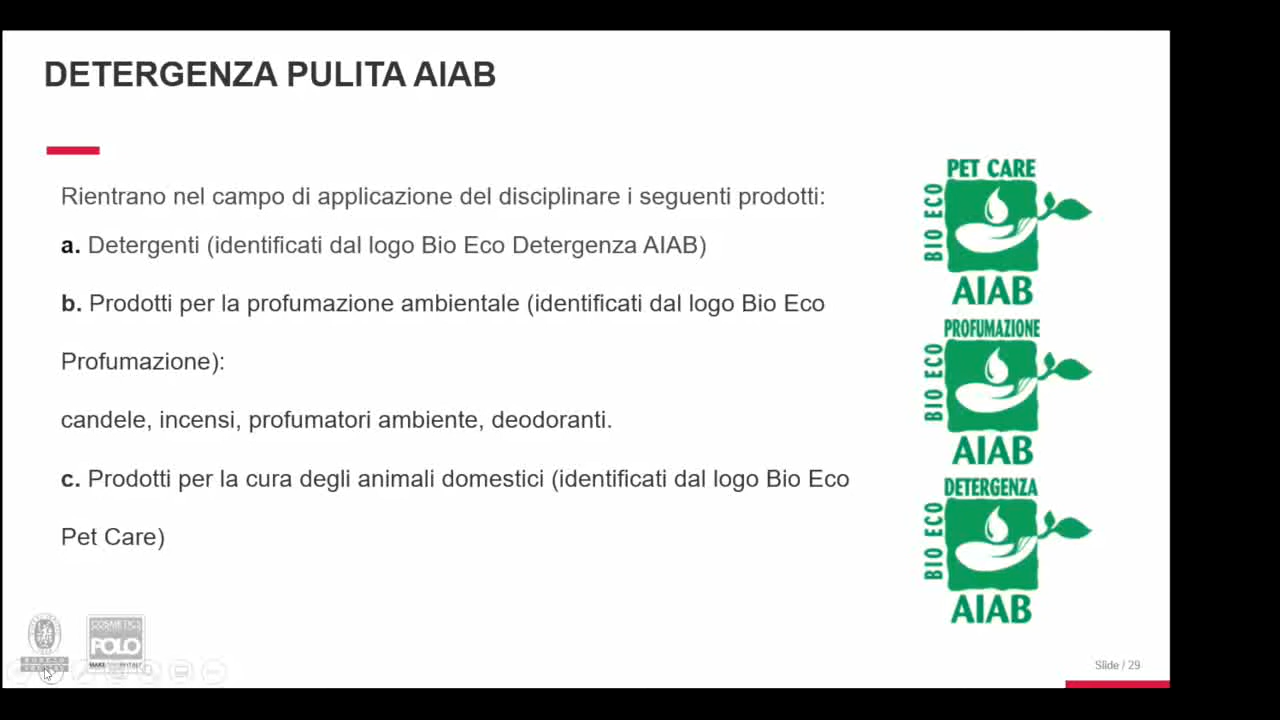 DETERGENZA PULITA AIAB
Rientrano nel campo di applicazione del disciplinare i seguenti prodotti:
a. Detergenti (identificati dal logo Bio Eco Detergenza AIAB)
b. Prodotti per la profumazione ambientale (identificati dal logo Bio Eco
Profumazione):
candele, incensi, profumatori ambiente, deodoranti.
c. Prodotti per la cura degli animali domestici (identificati dal logo Bio Eco
Pet Care)
PET CARE
BIO ECO
AIAB
PROFUMAZIONE
BIO ECO
AIAB
DETERGENZA
BIO ECO
AIAB
COSMETICS
POLO
Slide / 29